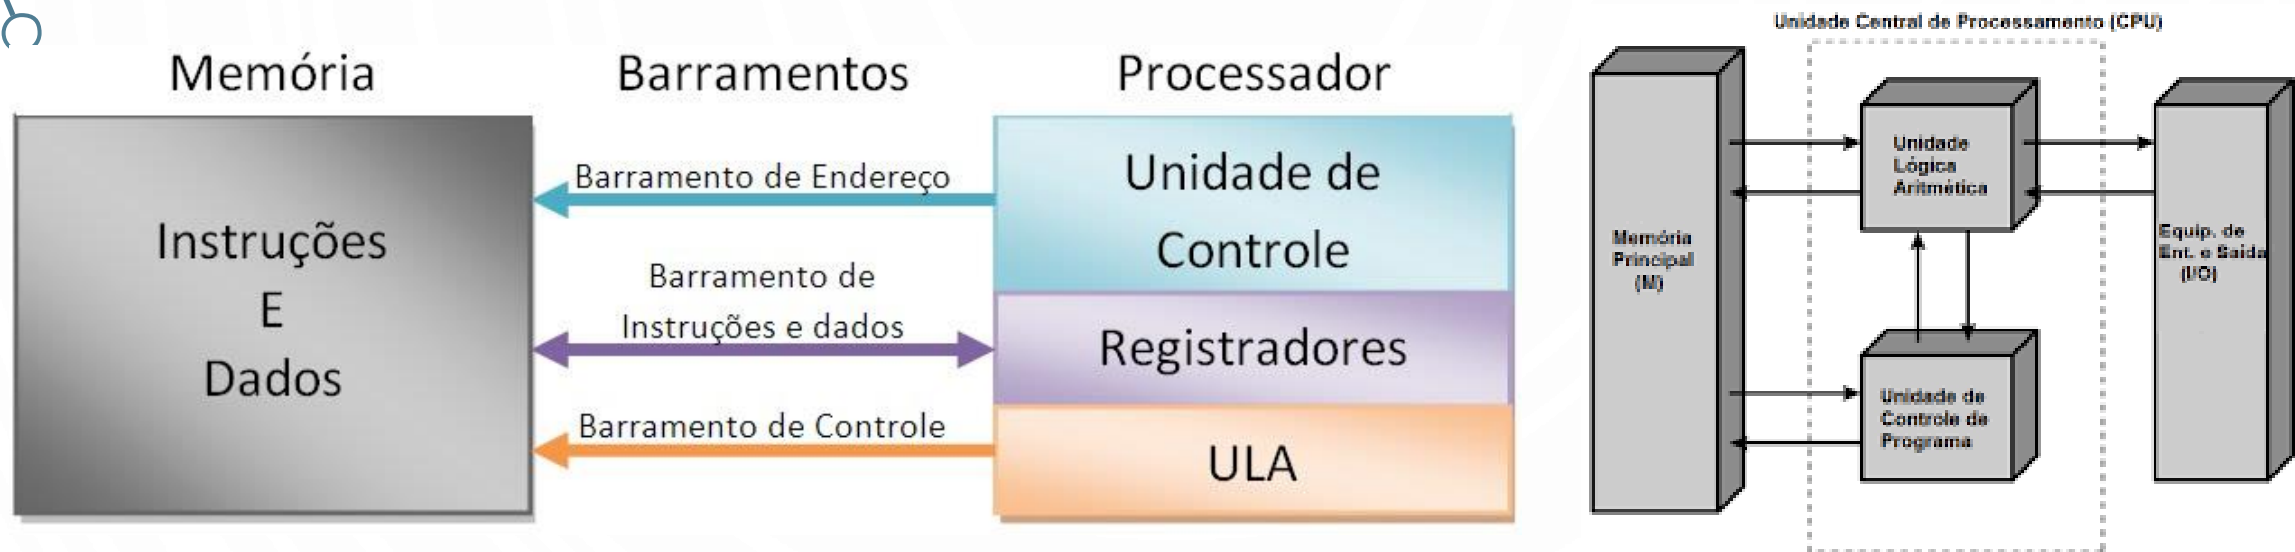 Memória
Barramentos
Processador
Instruções
E
Dados
Barramento de Endereço
Barramento de
Instruções e dados
Barramento de Controle
Unidade de
Controle
Registradores
ULA
Unidade Central de Processamento (CPU)
Memória
Principal
(M)
Unidade
Lógica
Aritmética
Unidade de
Controle de
Programa
Equip. de
Ent. e Saida
(I/O)